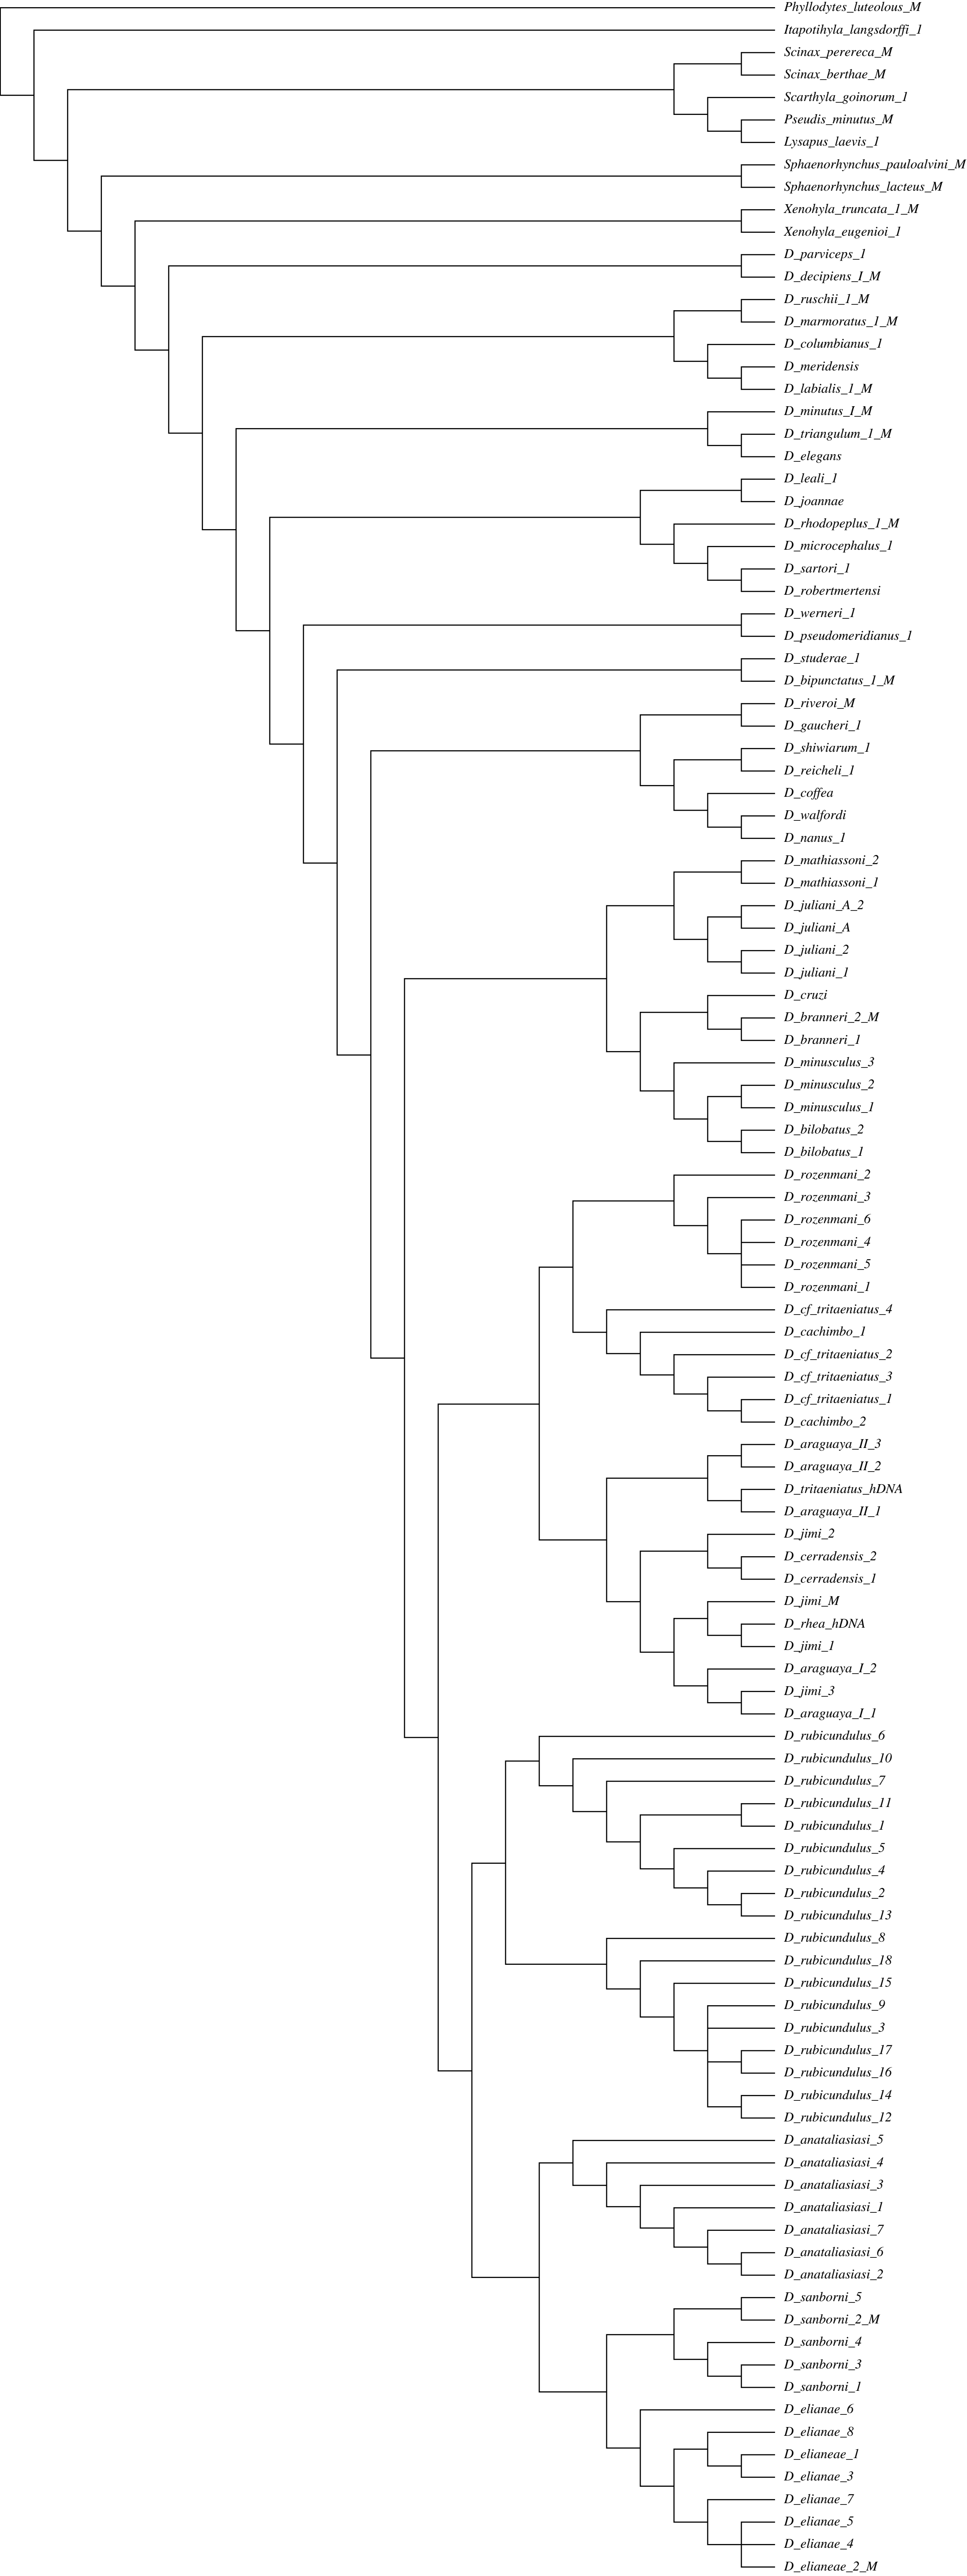 Phyllodytes_luteolous_M
Itapotihyla_langsdorffi_1
Scinax_perereca_M
Scinax_berthae_M
Scarthyla_goinorum_1
Pseudis_minutus_M
Lysapus_laevis_1
Sphaenorhynchus_pauloalvini_M
Sphaenorhynchus_lacteus_M
Xenohyla_truncata_1_M
Xenohyla_eugenioi_1
D_parviceps_1
D_decipiens_I_M
D_ruschii_1_M
D_marmoratus_1_M
D_columbianus_1
D_meridensis
D_labialis_1_M
D_minutus_I_M
D_triangulum_1_M
D_elegans
D_leali_1
D_joannae
D_rhodopeplus_1_M
D_microcephalus_1
D_sartori_1
D_robertmertensi
D_werneri_1
D_pseudomeridianus_1
D_studerae_1
D_bipunctatus_1_M
D_riveroi_M
D_gaucheri_1
D_shiwiarum_1
D_reicheli_1
D_coffea
D_walfordi
D_nanus_1
D_mathiassoni_2
D_mathiassoni_1
D_juliani_A_2
D_juliani_A
D_juliani_2
D_juliani_1
D_cruzi
D_branneri_2_M
D_branneri_1
D_minusculus_3
D_minusculus_2
D_minusculus_1
D_bilobatus_2
D_bilobatus_1
D_rozenmani_2
D_rozenmani_3
D_rozenmani_6
D_rozenmani_4
D_rozenmani_5
D_rozenmani_1
D_cf_tritaeniatus_4
D_cachimbo_1
D_cf_tritaeniatus_2
D_cf_tritaeniatus_3
D_cf_tritaeniatus_1
D_cachimbo_2
D_araguaya_II_3
D_araguaya_II_2
D_tritaeniatus_hDNA
D_araguaya_II_1
D_jimi_2
D_cerradensis_2
D_cerradensis_1
D_jimi_M
D_rhea_hDNA
D_jimi_1
D_araguaya_I_2
D_jimi_3
D_araguaya_I_1
D_rubicundulus_6
D_rubicundulus_10
D_rubicundulus_7
D_rubicundulus_11
D_rubicundulus_1
D_rubicundulus_5
D_rubicundulus_4
D_rubicundulus_2
D_rubicundulus_13
D_rubicundulus_8
D_rubicundulus_18
D_rubicundulus_15
D_rubicundulus_9
D_rubicundulus_3
D_rubicundulus_17
D_rubicundulus_16
D_rubicundulus_14
D_rubicundulus_12
D_anataliasiasi_5
D_anataliasiasi_4
D_anataliasiasi_3
D_anataliasiasi_1
D_anataliasiasi_7
D_anataliasiasi_6
D_anataliasiasi_2
D_sanborni_5
D_sanborni_2_M
D_sanborni_4
D_sanborni_3
D_sanborni_1
D_elianae_6
D_elianae_8
D_elianeae_1
D_elianae_3
D_elianae_7
D_elianae_5
D_elianae_4
D_elianeae_2_M